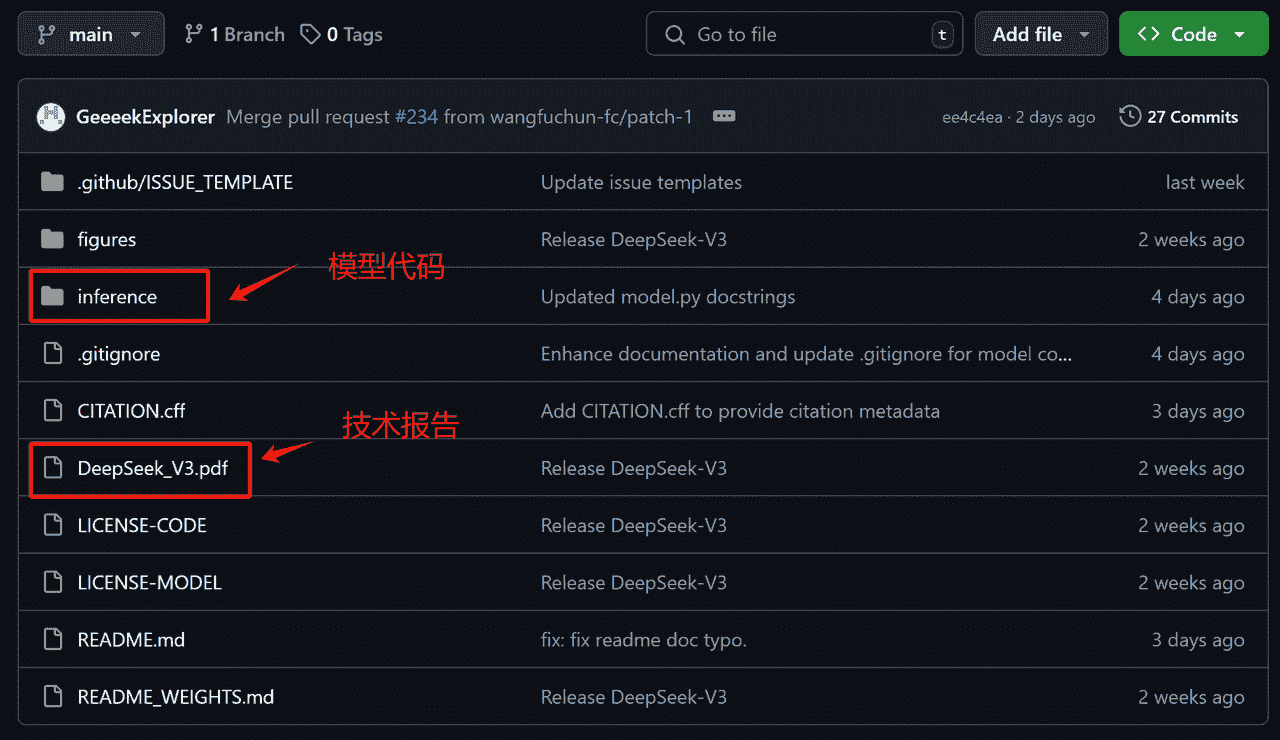 main 1 Branch 0 Tags Go to file t Add file Code
GeeeekExplorer Merge pull request #234 from wangfuchun-fc/patch-1 ee4c4ea · 2 days ago 27 Commits
.github/ISSUE_TEMPLATE Update issue templates last week
figures Release DeepSeek-V3 2 weeks ago
模型代码
inference Updated model.py docstrings 4 days ago
.gitignore Enhance documentation and update .gitignore for model co... 4 days ago
CITATION.cff Add CITATION.cff to provide citation metadata 3 days ago
技术报告
DeepSeek_V3.pdf Release DeepSeek-V3 2 weeks ago
LICENSE-CODE Release DeepSeek-V3 2 weeks ago
LICENSE-MODEL Release DeepSeek-V3 2 weeks ago
README.md fix: fix readme doc typo. 3 days ago
README_WEIGHTS.md Release DeepSeek-V3 2 weeks ago